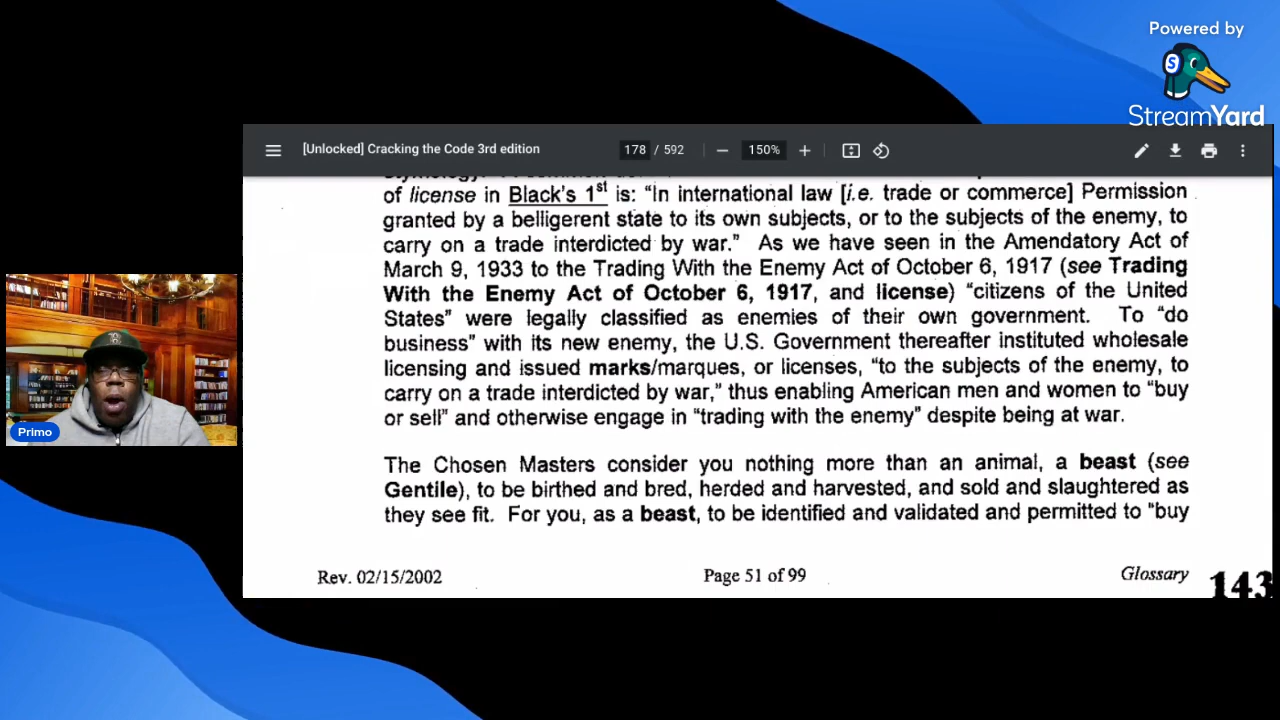 Powered by
StreamYard
[Unlocked] Cracking the Code 3rd edition
178 / 592
150%
of license in Black's 1st is: "In international law [i.e. trade or commerce] Permission
granted by a belligerent state to its own subjects, or to the subjects of the enemy, to
carry on a trade interdicted by war." As we have seen in the Amendatory Act of
March 9, 1933 to the Trading With the Enemy Act of October 6, 1917 (see Trading
With the Enemy Act of October 6, 1917, and license) "citizens of the United
States" were legally classified as enemies of their own government. To "do
business" with its new enemy, the U.S. Government thereafter instituted wholesale
licensing and issued marks/marques, or licenses, "to the subjects of the enemy, to
carry on a trade interdicted by war," thus enabling American men and women to "buy
or sell" and otherwise engage in "trading with the enemy" despite being at war.
The Chosen Masters consider you nothing more than an animal, a beast (see
Gentile), to be birthed and bred, herded and harvested, and sold and slaughtered as
they see fit. For you, as a beast, to be identified and validated and permitted to "buy
Rev. 02/15/2002
Page 51 of 99
Glossary
143
Primo